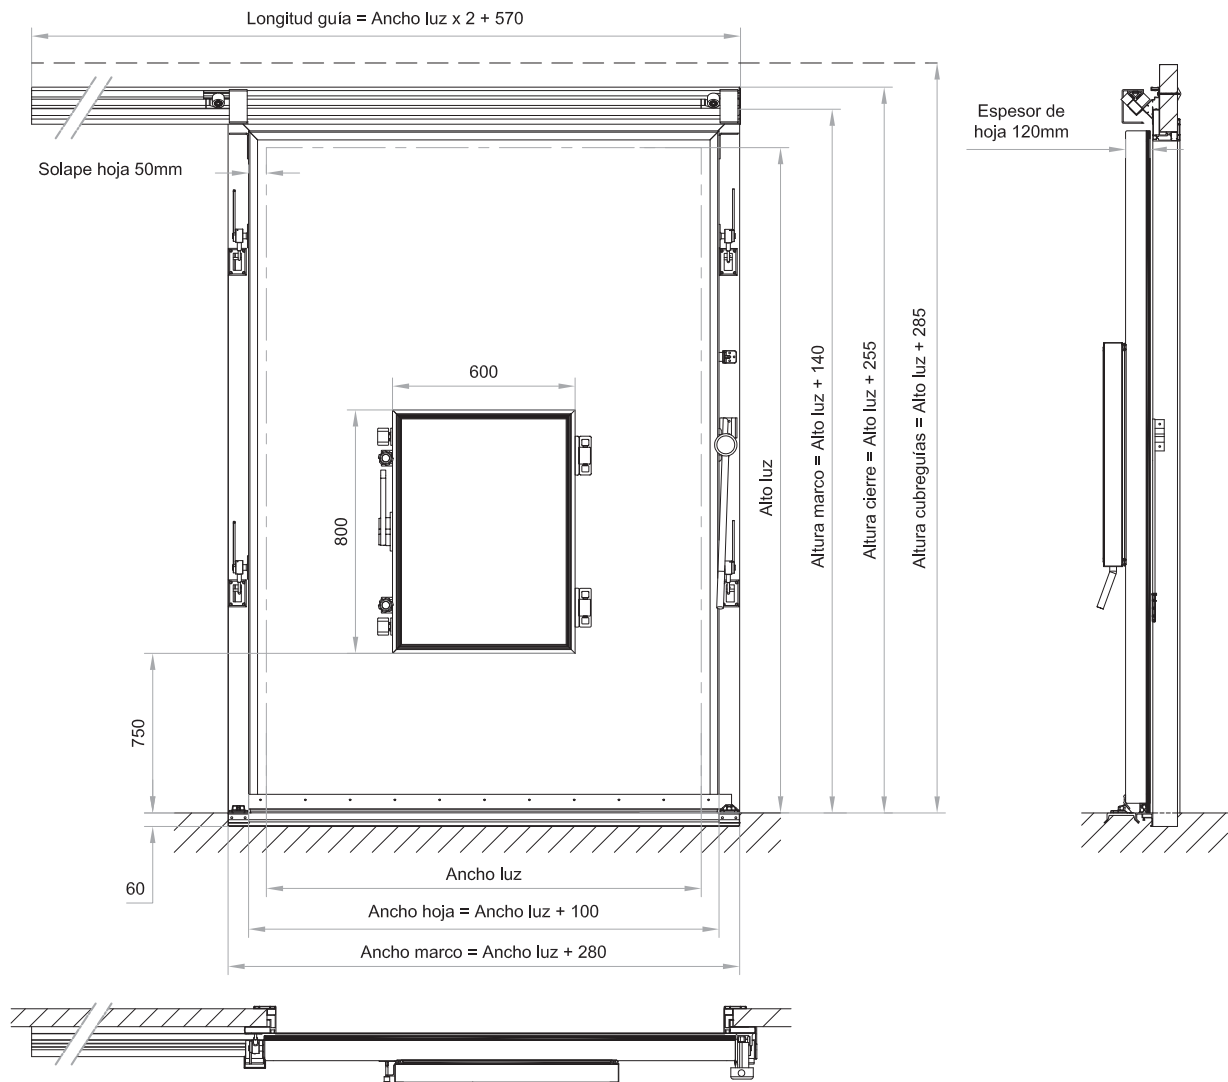 Longitud guía = Ancho luz x 2 + 570
Espesor de
hoja 120mm
Solape hoja 50mm
600
800
750
60
Alto luz
Altura marco = Alto luz + 140
Altura cierre = Alto luz + 255
Altura cubreguías = Alto luz + 285
Ancho luz
Ancho hoja = Ancho luz + 100
Ancho marco = Ancho luz + 280